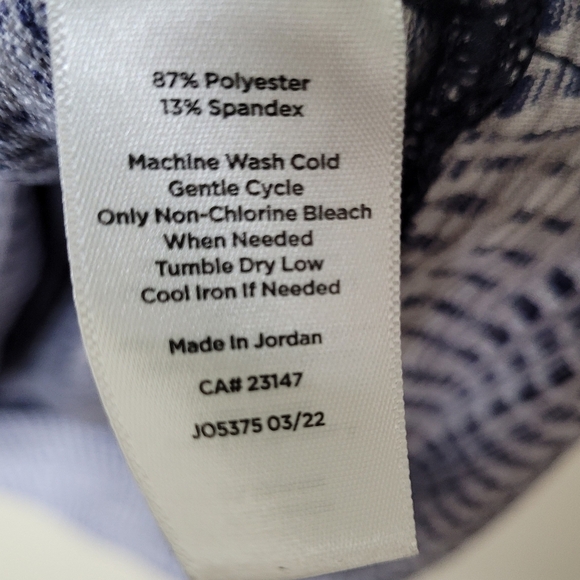 87% Polyester
13% Spandex
Machine Wash Cold
Gentle Cycle
Only Non-Chlorine Bleach
When Needed
Tumble Dry Low
Cool Iron If Needed
Made In Jordan
CA# 23147
JO5375 03/22